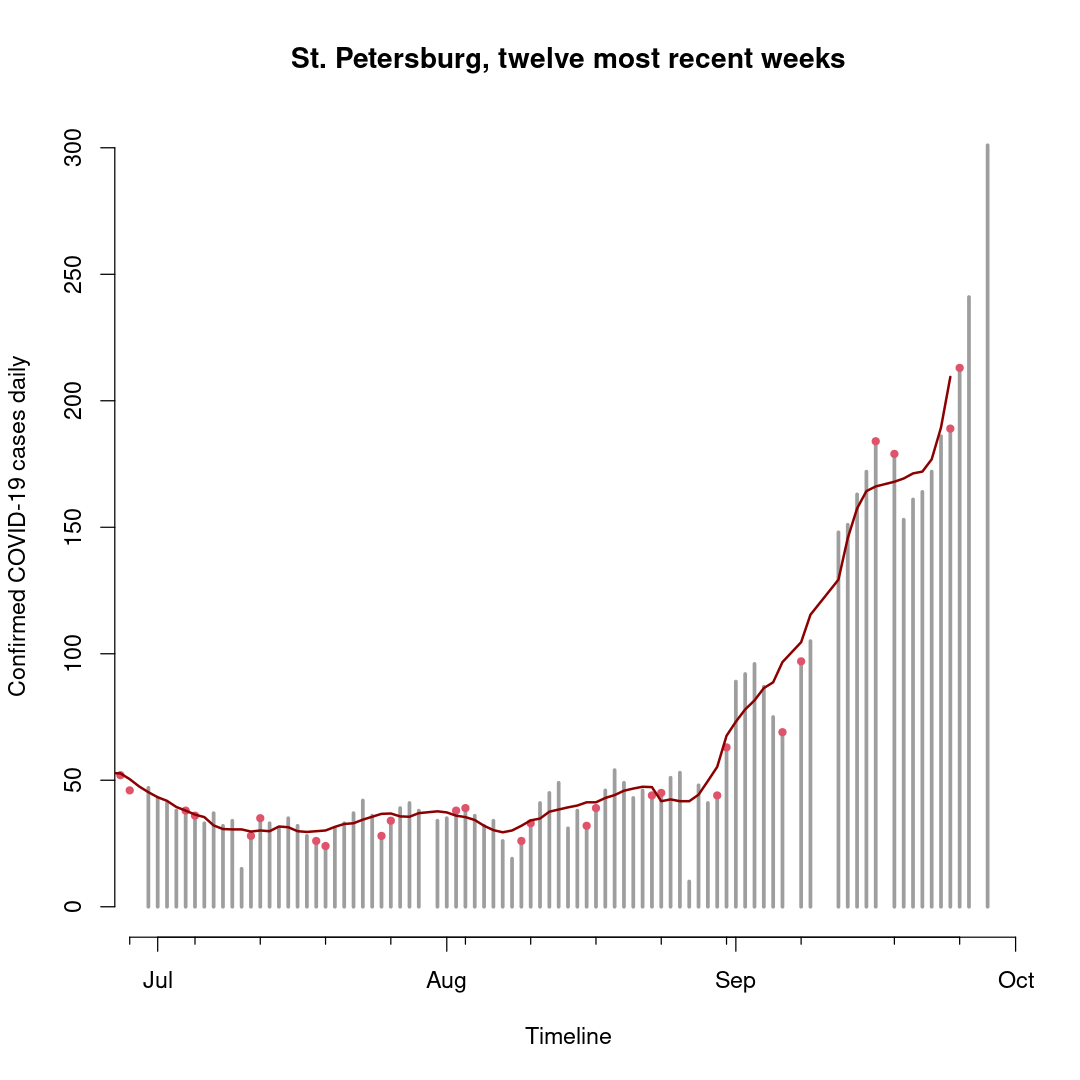 St. Petersburg, twelve most recent weeks
Confirmed COVID-19 cases daily
300
250
200
150
100
50
0
Jul Aug Sep Oct
Timeline